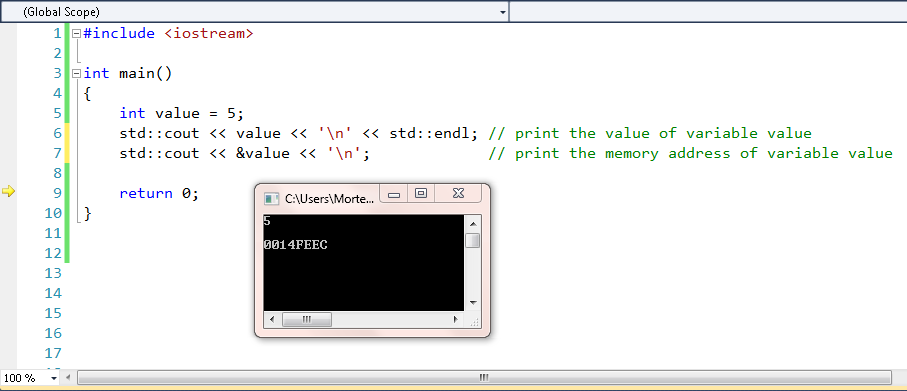 (Global Scope)
1 #include <iostream>
2
3 int main()
4 {
5 int value = 5;
6 std::cout << value << '\n' << std::endl; // print the value of variable value
7 std::cout << &value << '\n'; // print the memory address of variable value
8
9 return 0;
10 }
11
12
13
14
15
16
17
C:\Users\Morte...
5
0014FEEC
100 %